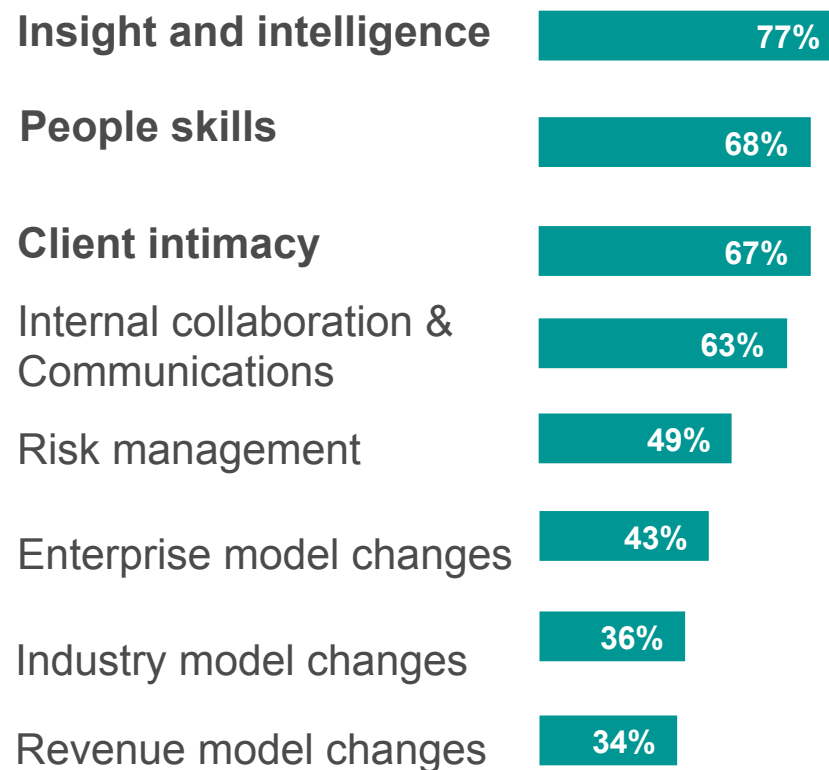 Insight and intelligence 77%
People skills 68%
Client intimacy 67%
Internal collaboration &
Communications 63%
Risk management 49%
Enterprise model changes 43%
Industry model changes 36%
Revenue model changes 34%